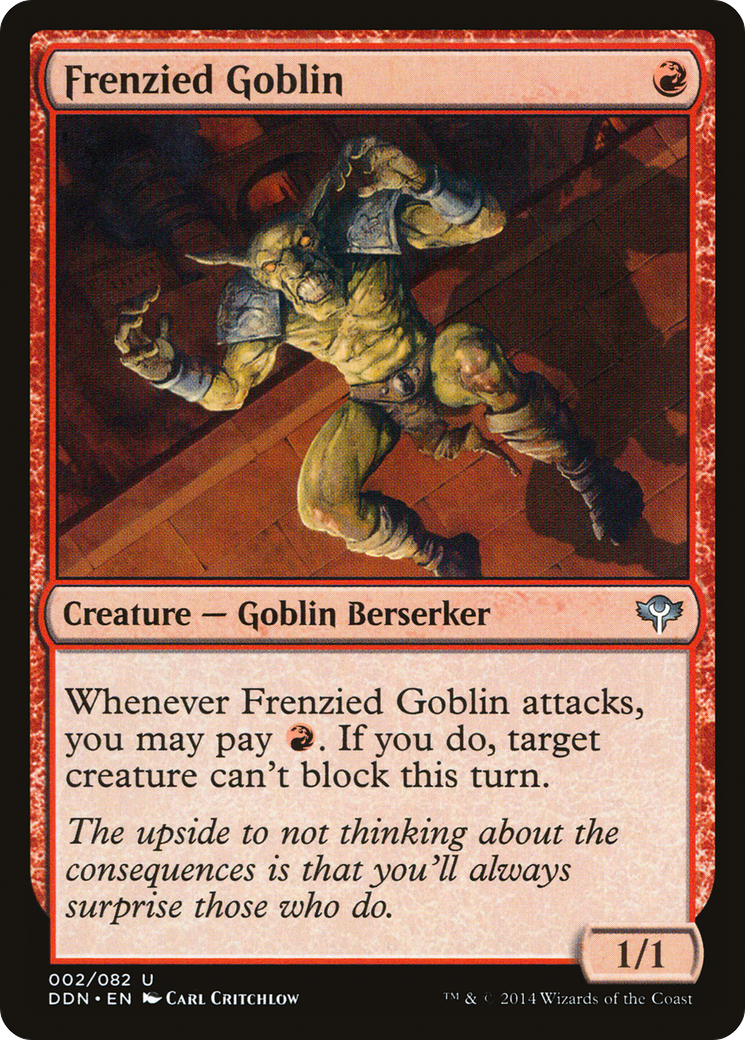 Frenzied Goblin
Creature — Goblin Berserker
Whenever Frenzied Goblin attacks,
you may pay . If you do, target
creature can't block this turn.
The upside to not thinking about the
consequences is that you'll always
surprise those who do.
1/1
002/082 U
DDN • EN Carl Critchlow
™ & © 2014 Wizards of the Coast